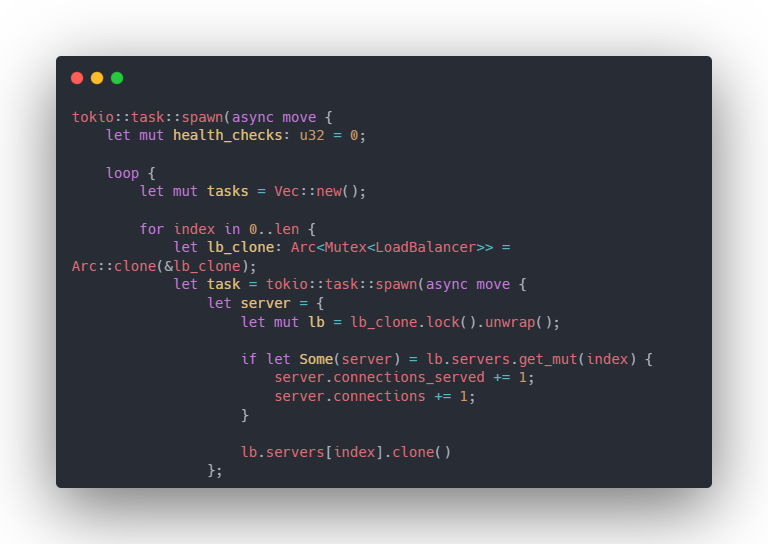 tokio::task::spawn(async move {
    let mut health_checks: u32 = 0;

    loop {
        let mut tasks = Vec::new();

        for index in 0..len {
            let lb_clone: Arc<Mutex<LoadBalancer>> =
Arc::clone(&lb_clone);
            let task = tokio::task::spawn(async move {
                let server = {
                    let mut lb = lb_clone.lock().unwrap();

                    if let Some(server) = lb.servers.get_mut(index) {
                        server.connections_served += 1;
                        server.connections += 1;
                    }

                    lb.servers[index].clone()
                };